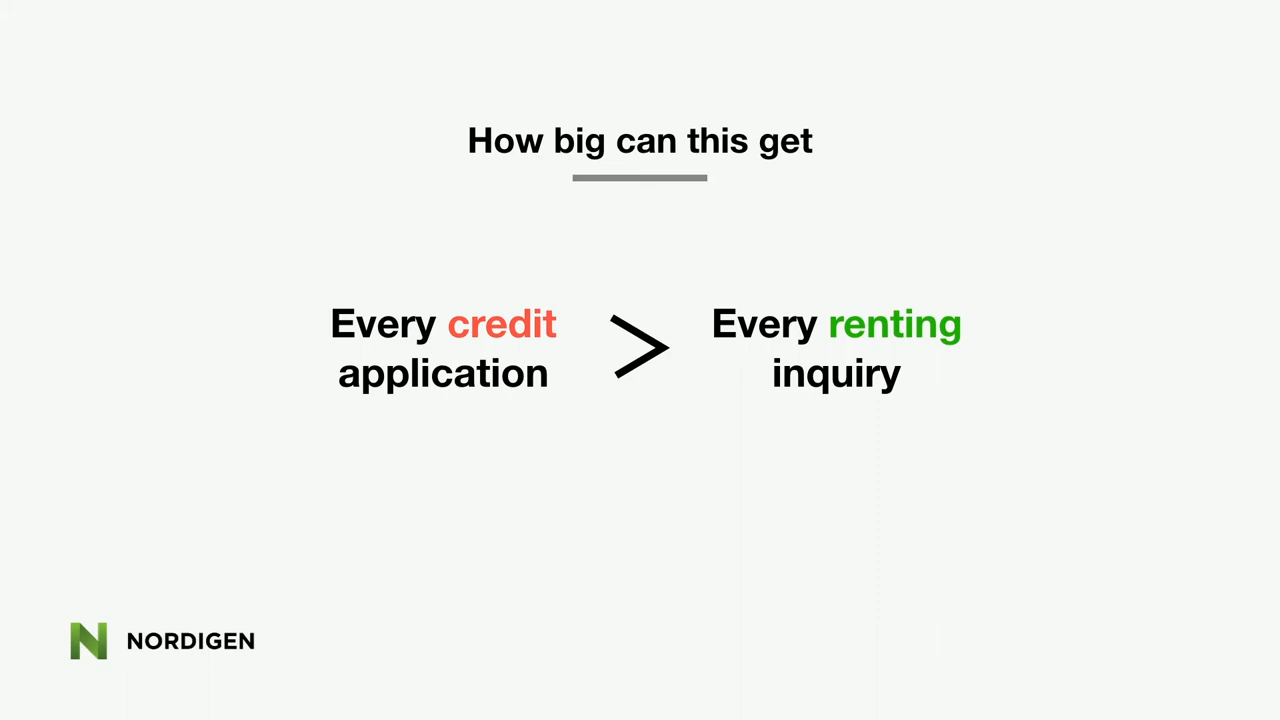 How big can this get
Every credit
application
>
Every renting
inquiry
NORDIGEN